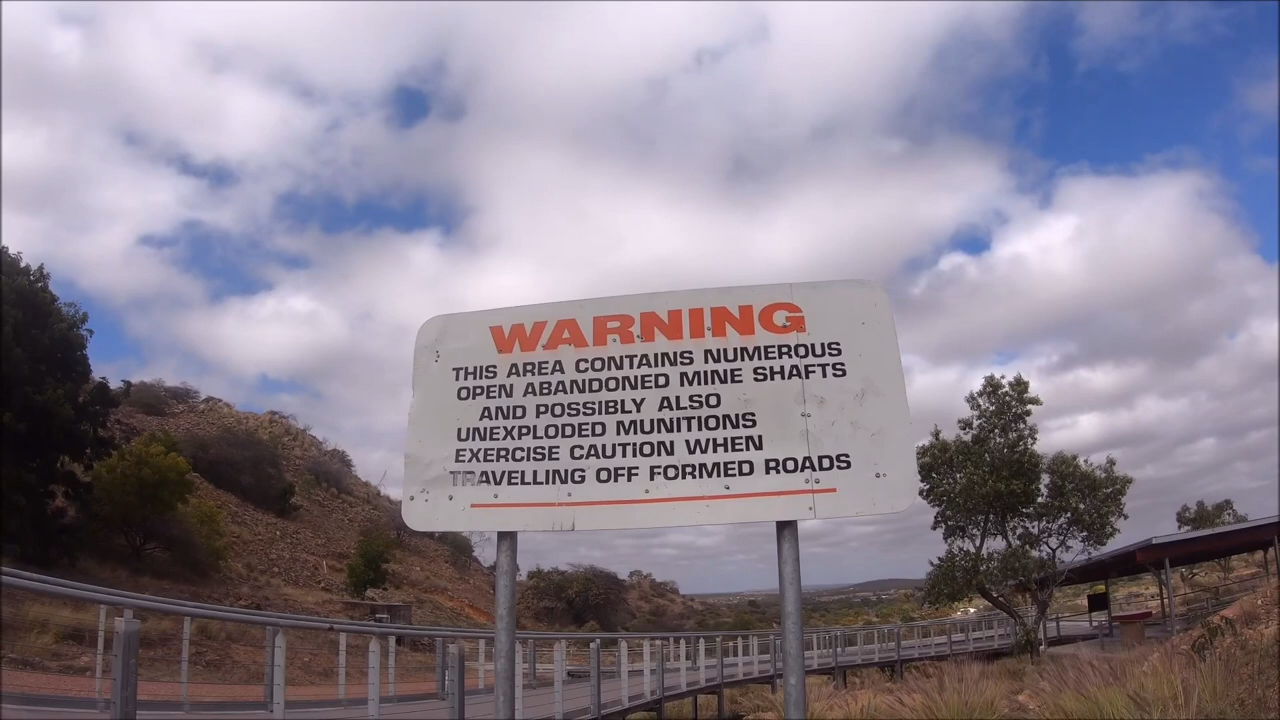 WARNING
THIS AREA CONTAINS NUMEROUS
OPEN ABANDONED MINE SHAFTS
AND POSSIBLY ALSO
UNEXPLODED MUNITIONS
EXERCISE CAUTION WHEN
TRAVELLING OFF FORMED ROADS